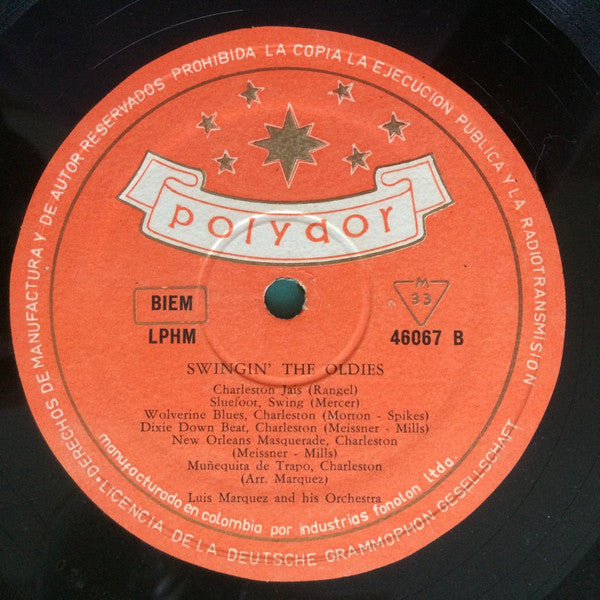 DERECHOS DE MANUFACTURA Y DE AUTOR RESERVADOS PROHIBIDA LA COPIA LA EJECUCION PUBLICA Y LA RADIOTRANSMISION
polydor
BIEM
LPHM
M
33
46067 B
SWINGIN' THE OLDIES
Charleston Jais (Rangel)
Sluefoot, Swing (Mercer)
Wolverine Blues, Charleston (Morton - Spikes)
Dixie Down Beat, Charleston (Meissner - Mills)
New Orleans Masquerade, Charleston
(Meissner - Mills)
Muñequita de Trapo, Charleston
(Arr. Marquez)
Luis Marquez and his Orchestra
manufacturado en colombia por industrias fonolon ltda.
•LICENCIA DE LA DEUTSCHE GRAMMOPHON GESELLSCHAFT